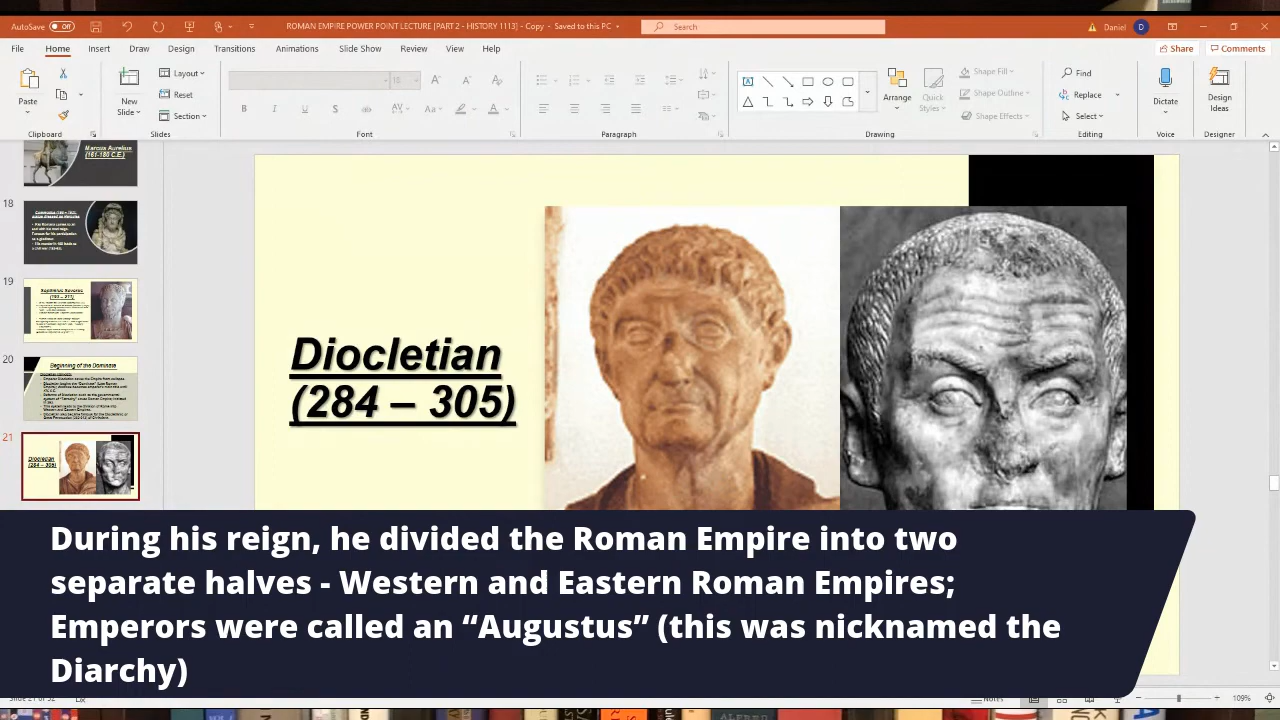 AutoSave Off
ROMAN EMPIRE POWER POINT LECTURE [PART 2 - HISTORY 1113] - Copy - Saved to this PC
Search
Daniel D
File Home Insert Draw Design Transitions Animations Slide Show Review View Help
Share Comments
Paste
New
Slide
Layout
Reset
Section
Arrange
Quick
Styles
Shape Fill
Shape Outline
Shape Effects
Find
Replace
Select
Dictate
Design
Ideas
Clipboard Slides Font Paragraph Drawing Editing Voice Designer
Marcus Aurelius
(161-180 C.E.)
18
19
Septimius Severus
20
Beginning of the Dominate
21
Diocletian
(284 – 305)
Diocletian
(284 – 305)
During his reign, he divided the Roman Empire into two
separate halves - Western and Eastern Roman Empires;
Emperors were called an “Augustus” (this was nicknamed the
Diarchy)
Notes
109%